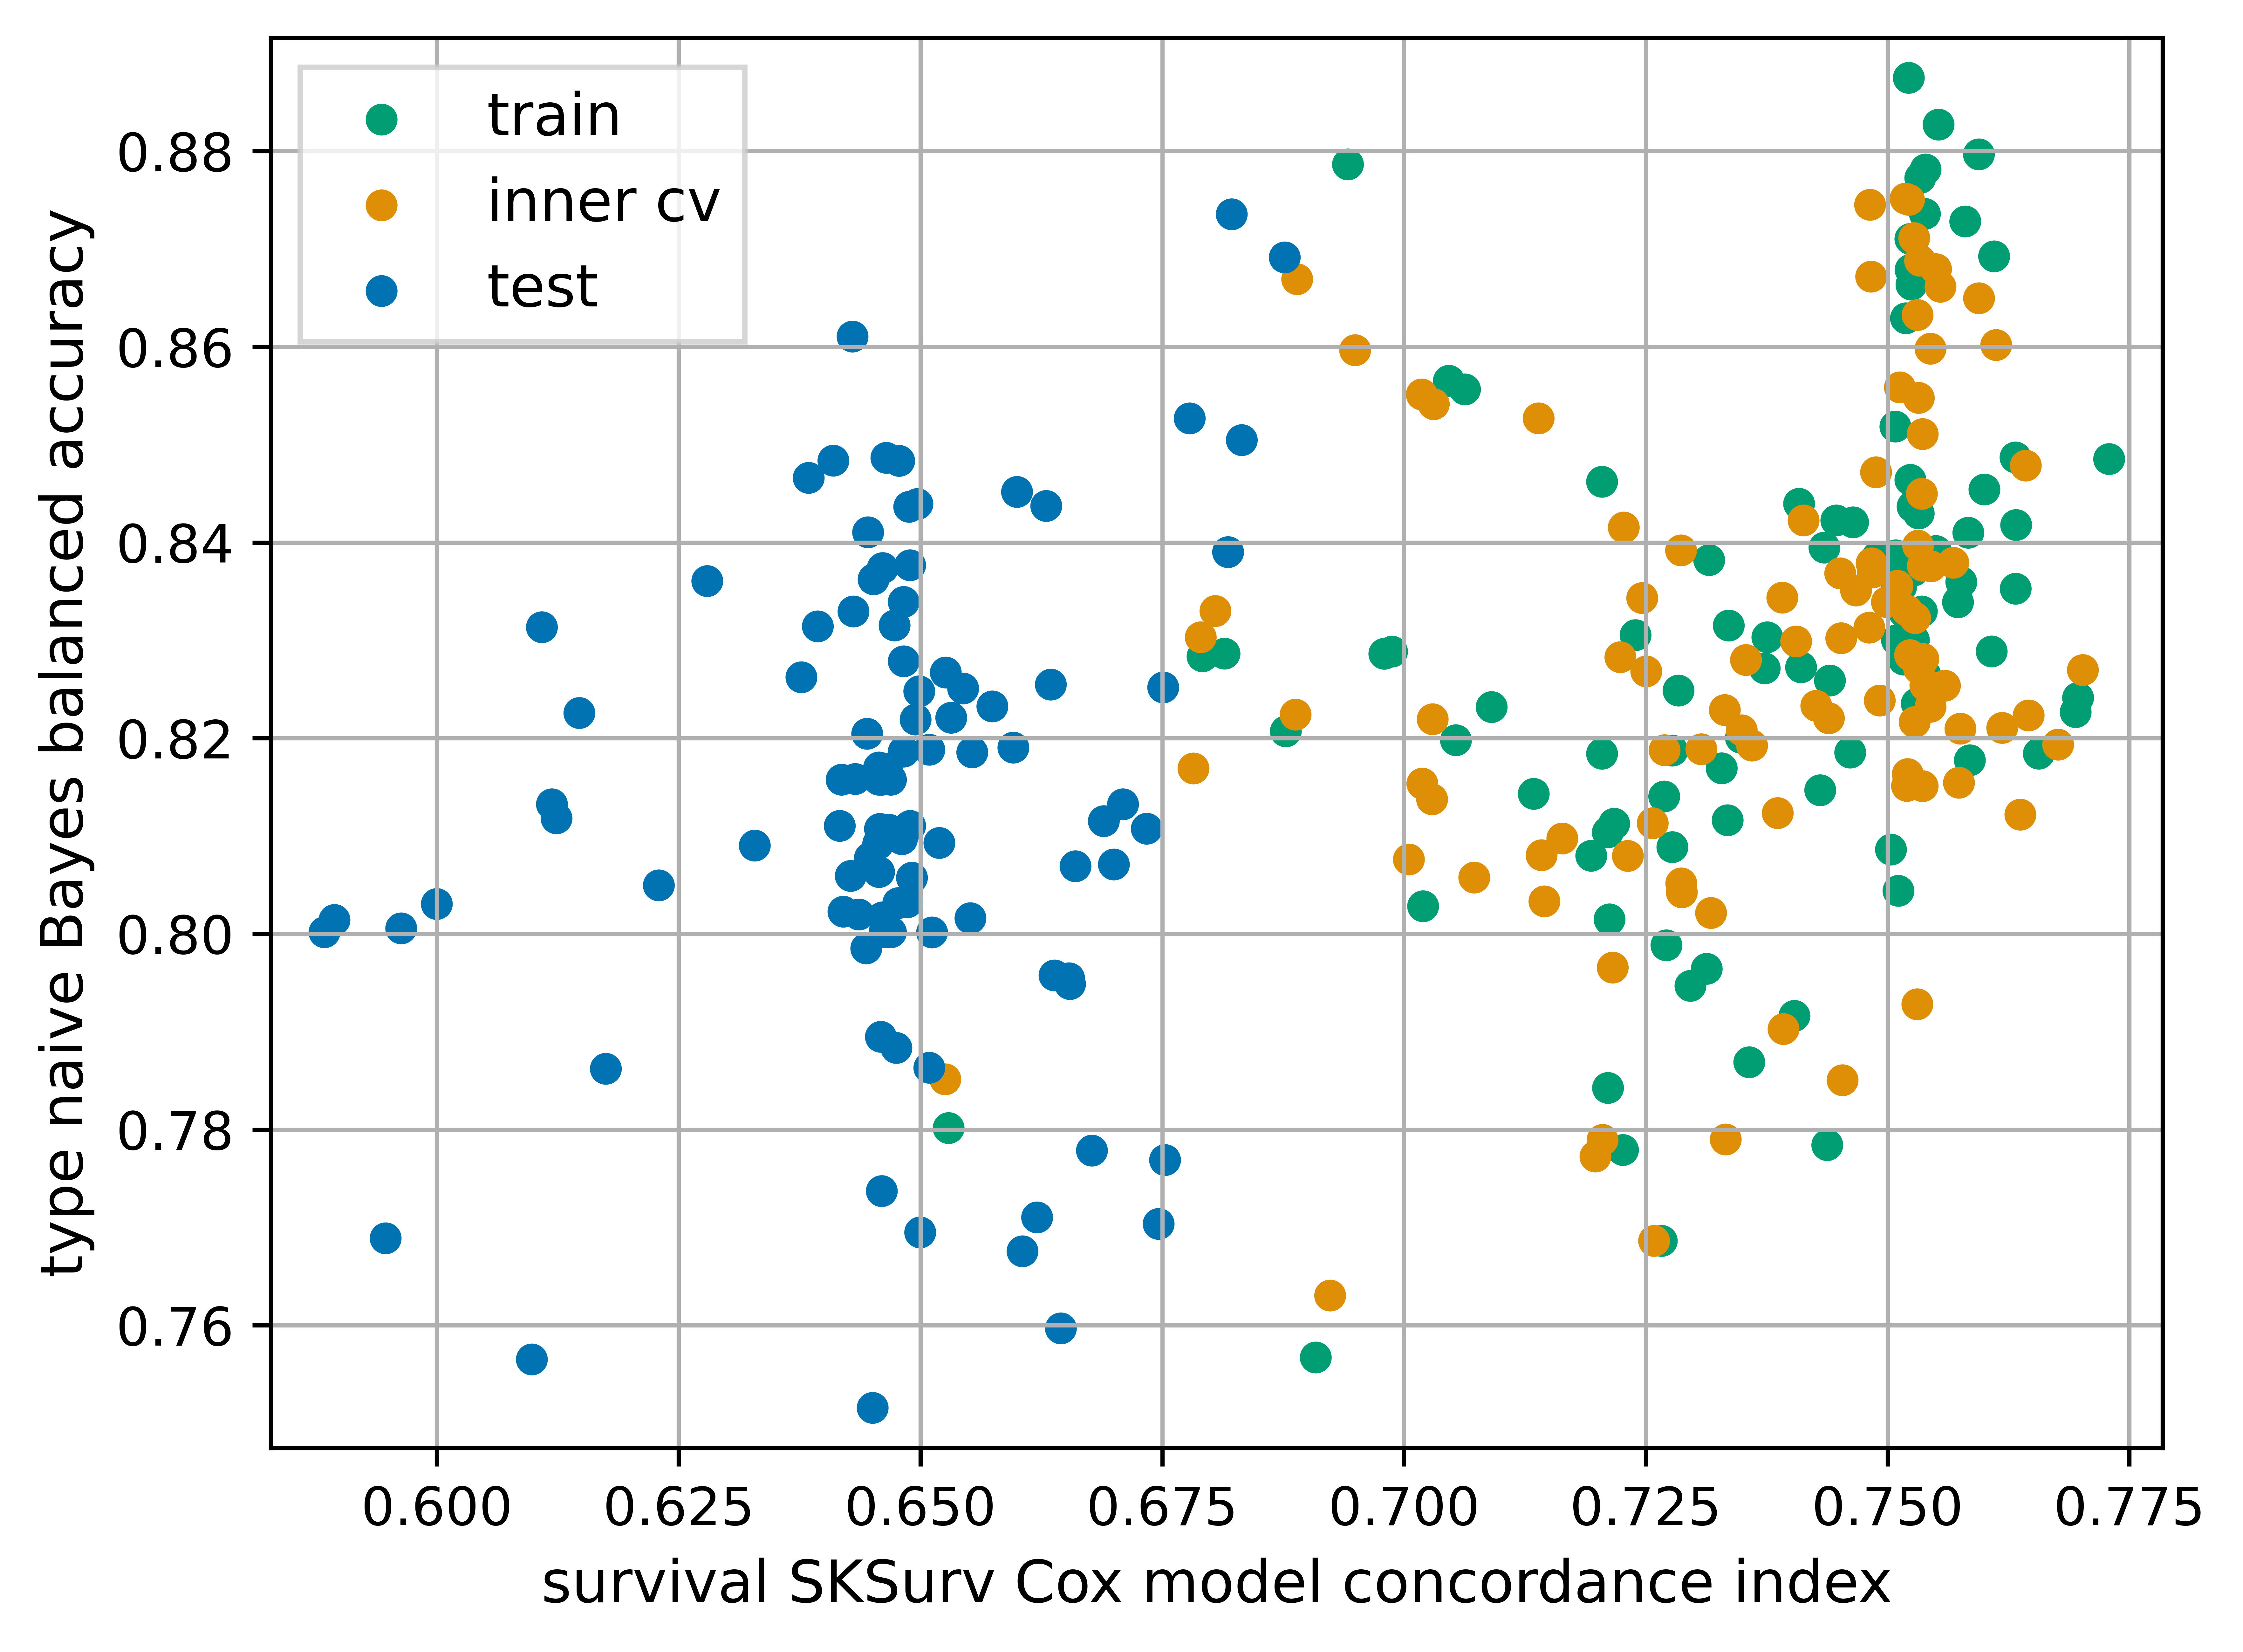 train
inner cv
test
type naive Bayes balanced accuracy
0.88
0.86
0.84
0.82
0.80
0.78
0.76
0.600 0.625 0.650 0.675 0.700 0.725 0.750 0.775
survival SKSurv Cox model concordance index